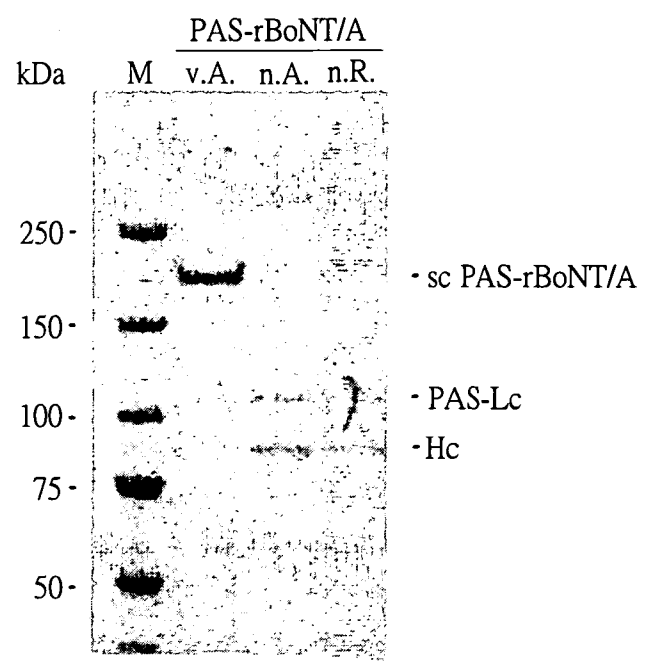 PAS-rBoNT/A
kDa M v.A. n.A. n.R.
250-
sc PAS-rBoNT/A
150-
PAS-Lc
100-
Hc
75-
50-